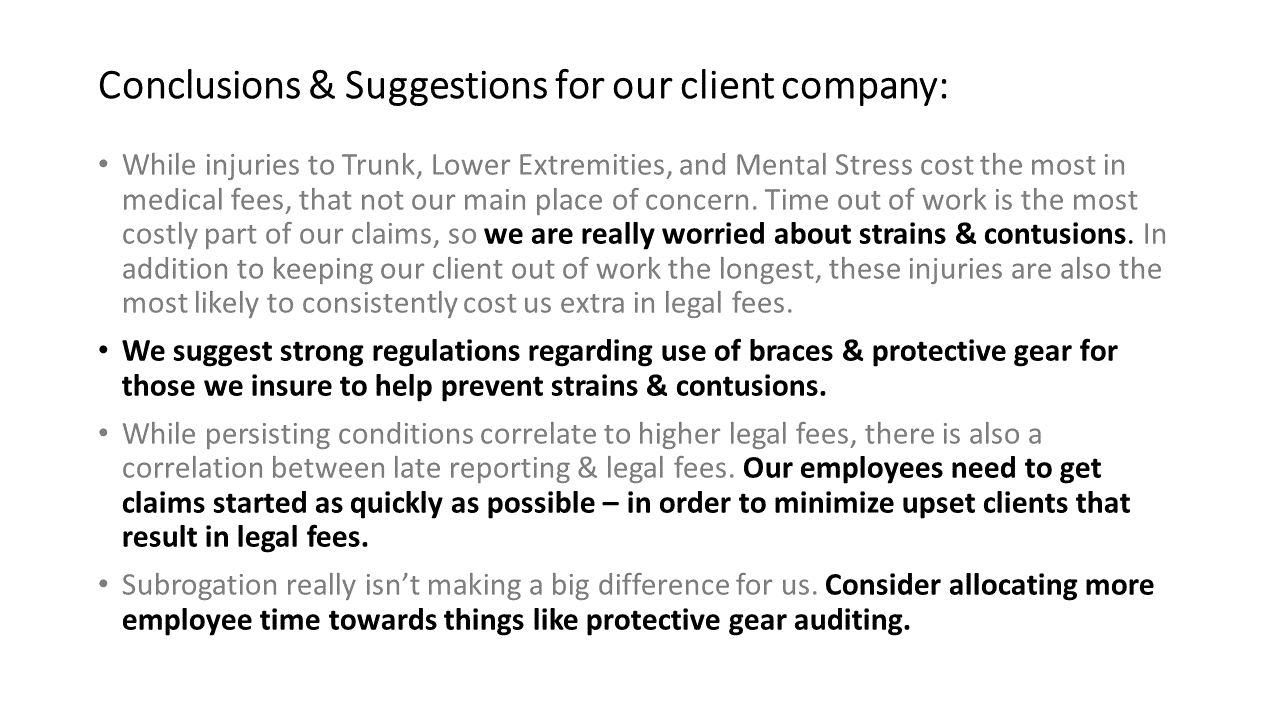 Conclusions & Suggestions for our client company:
• While injuries to Trunk, Lower Extremities, and Mental Stress cost the most in
medical fees, that not our main place of concern. Time out of work is the most
costly part of our claims, so we are really worried about strains & contusions. In
addition to keeping our client out of work the longest, these injuries are also the
most likely to consistently cost us extra in legal fees.
• We suggest strong regulations regarding use of braces & protective gear for
those we insure to help prevent strains & contusions.
• While persisting conditions correlate to higher legal fees, there is also a
correlation between late reporting & legal fees. Our employees need to get
claims started as quickly as possible – in order to minimize upset clients that
result in legal fees.
• Subrogation really isn’t making a big difference for us. Consider allocating more
employee time towards things like protective gear auditing.